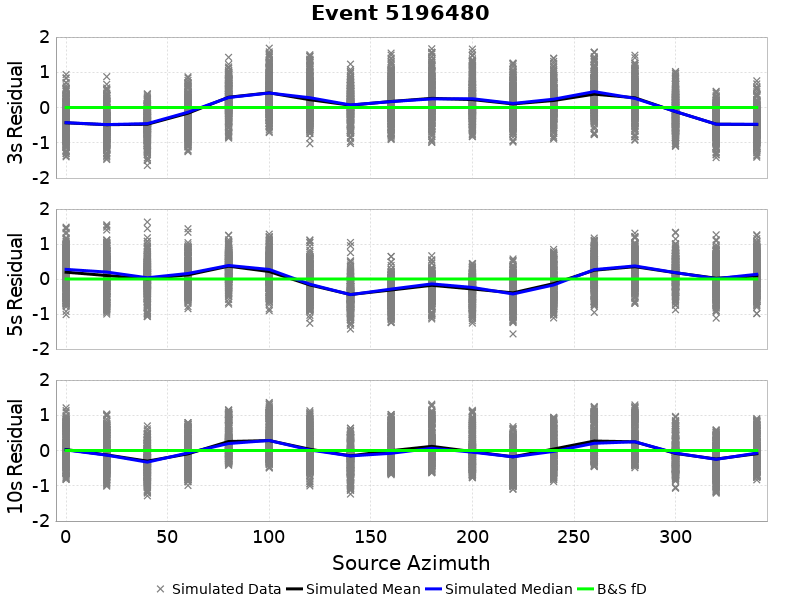 Event 5196480
3s Residual
2
1
0
-1
-2
5s Residual
2
1
0
-1
-2
10s Residual
2
1
0
-1
-2
0 50 100 150 200 250 300
Source Azimuth
Simulated Data Simulated Mean Simulated Median B&S fD